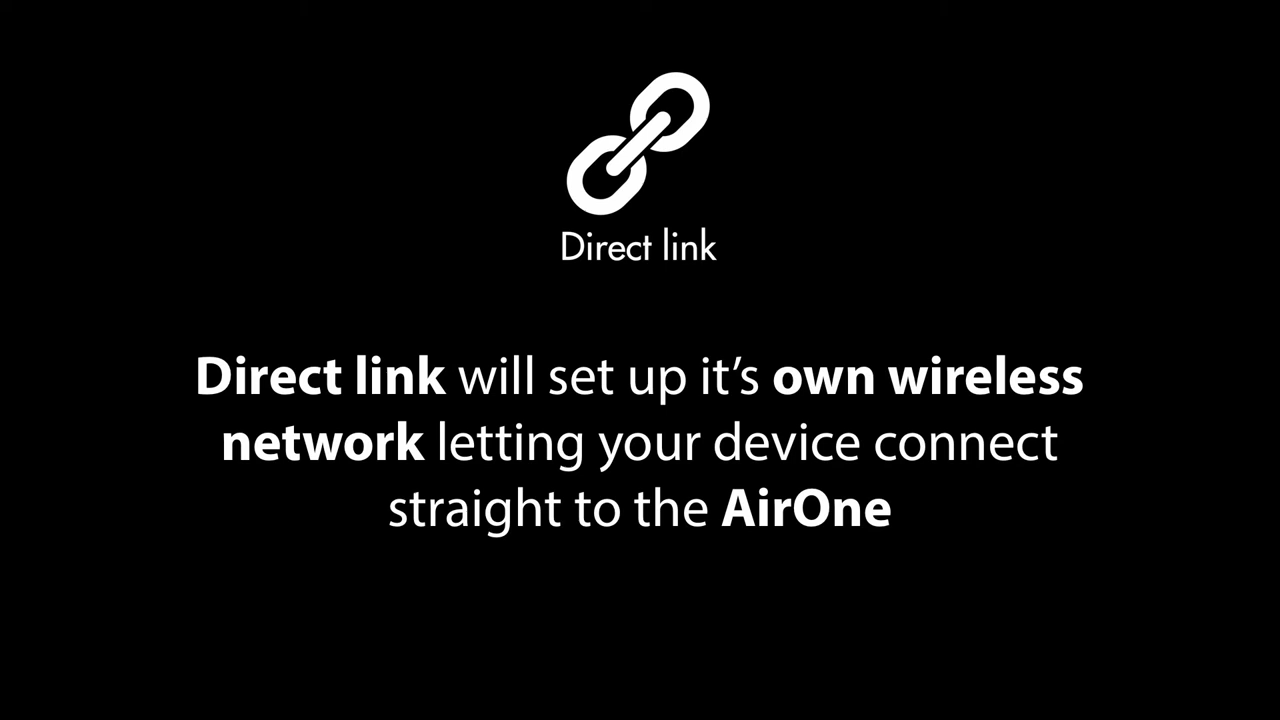 Direct link
Direct link will set up it’s own wireless
network letting your device connect
straight to the AirOne